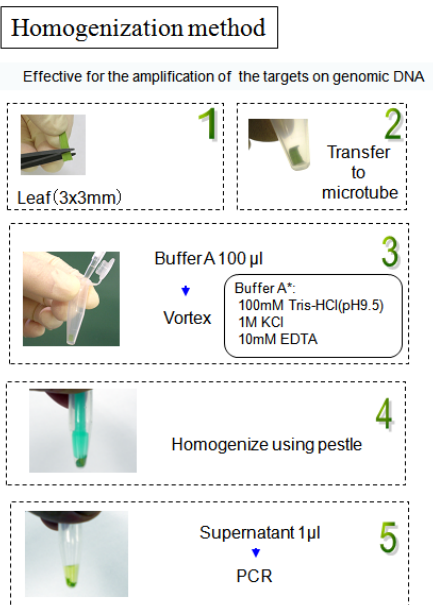 Homogenization method
Effective for the amplification of the targets on genomic DNA
1
Leaf(3x3mm)
2
Transfer
to
microtube
3
BufferA 100 µl
Vortex
Buffer A*:
100mM Tris-HCl(pH9.5)
1M KCl
10mM EDTA
4
Homogenize using pestle
5
Supernatant 1µl
PCR